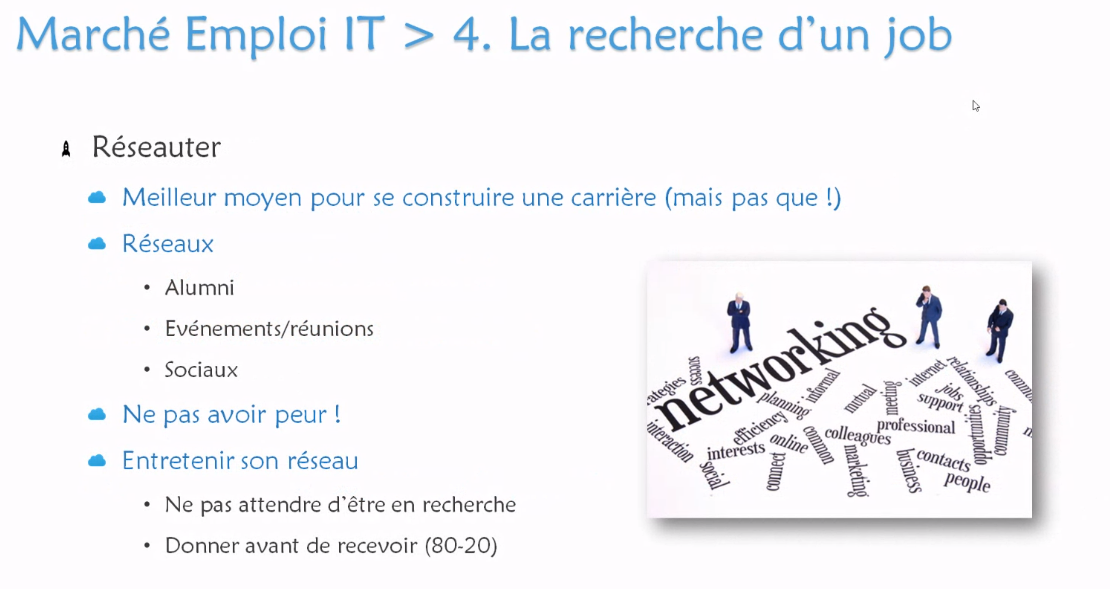 Marché Emploi IT > 4. La recherche d'un job
Réseauter
Meilleur moyen pour se construire une carrière (mais pas que !)
Réseaux
• Alumni
• Evénements/réunions
• Sociaux
Ne pas avoir peur !
Entretenir son réseau
• Ne pas attendre d'être en recherche
• Donner avant de recevoir (80-20)
networking
success
interaction
planning
informal
efficiency
interests
online
social
connect
common
mutual
meeting
internet
relationships
jobs
support
colleagues
professional
opportunities
community
marketing
business
contacts
people